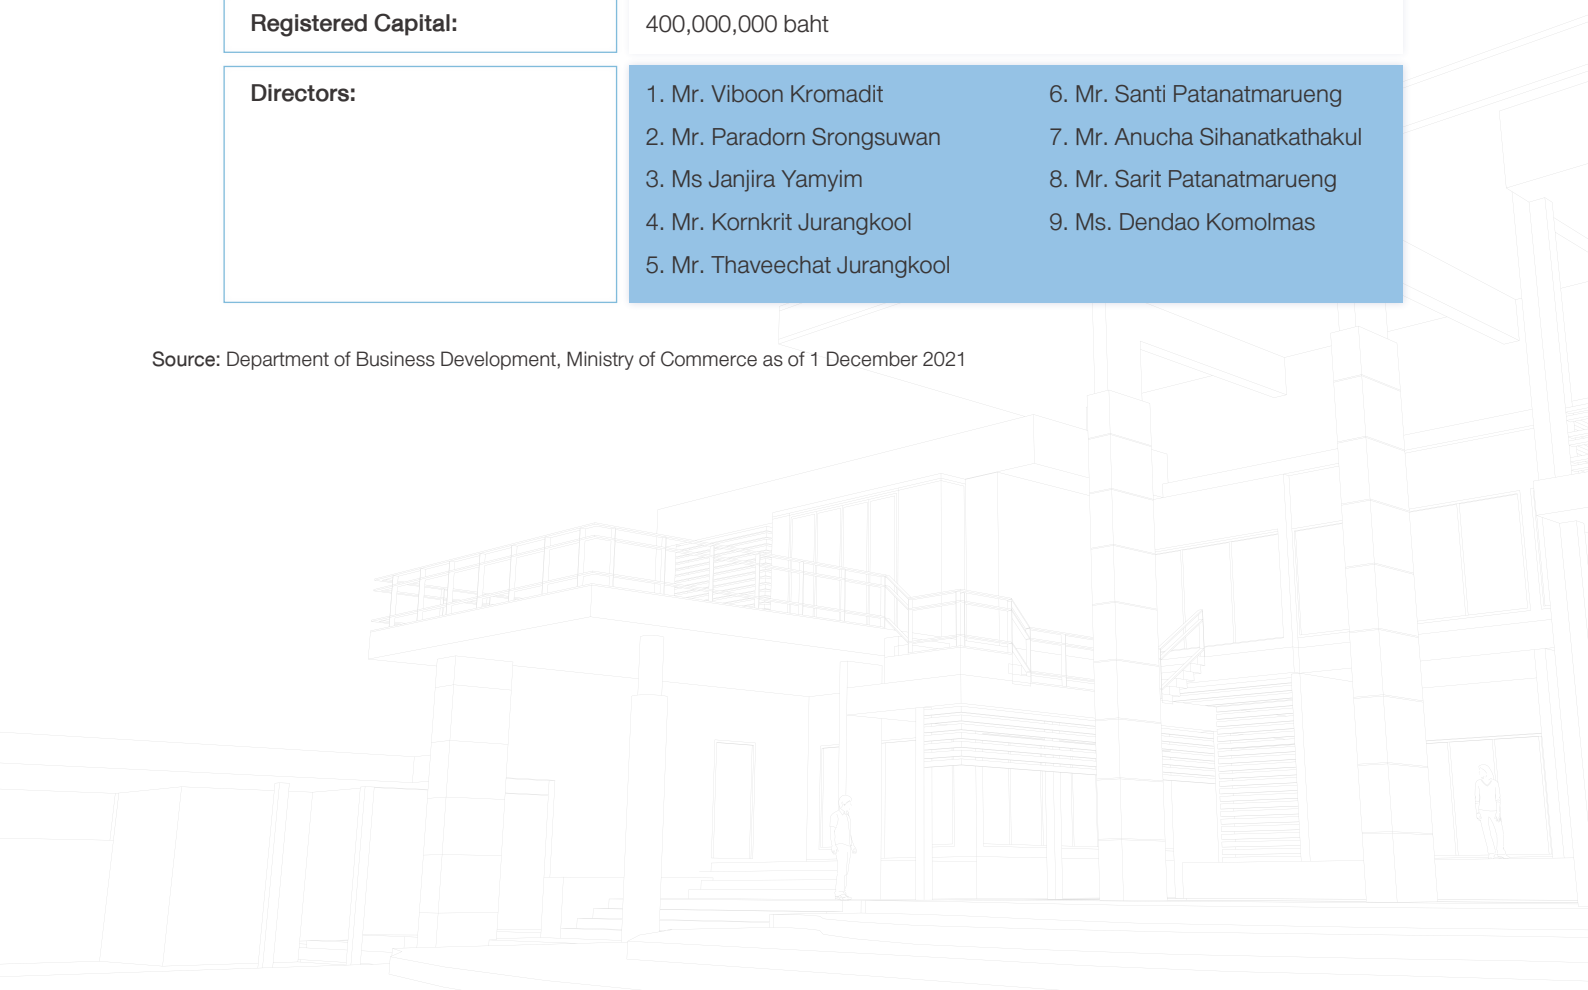 Registered Capital:
400,000,000 baht
Directors:
1. Mr. Viboon Kromadit
2. Mr. Paradorn Srongsuwan
3. Ms Janjira Yamyim
4. Mr. Kornkrit Jurangkool
5. Mr. Thaveechat Jurangkool
6. Mr. Santi Patanatmarueng
7. Mr. Anucha Sihanatkathakul
8. Mr. Sarit Patanatmarueng
9. Ms. Dendao Komolmas
Source: Department of Business Development, Ministry of Commerce as of 1 December 2021